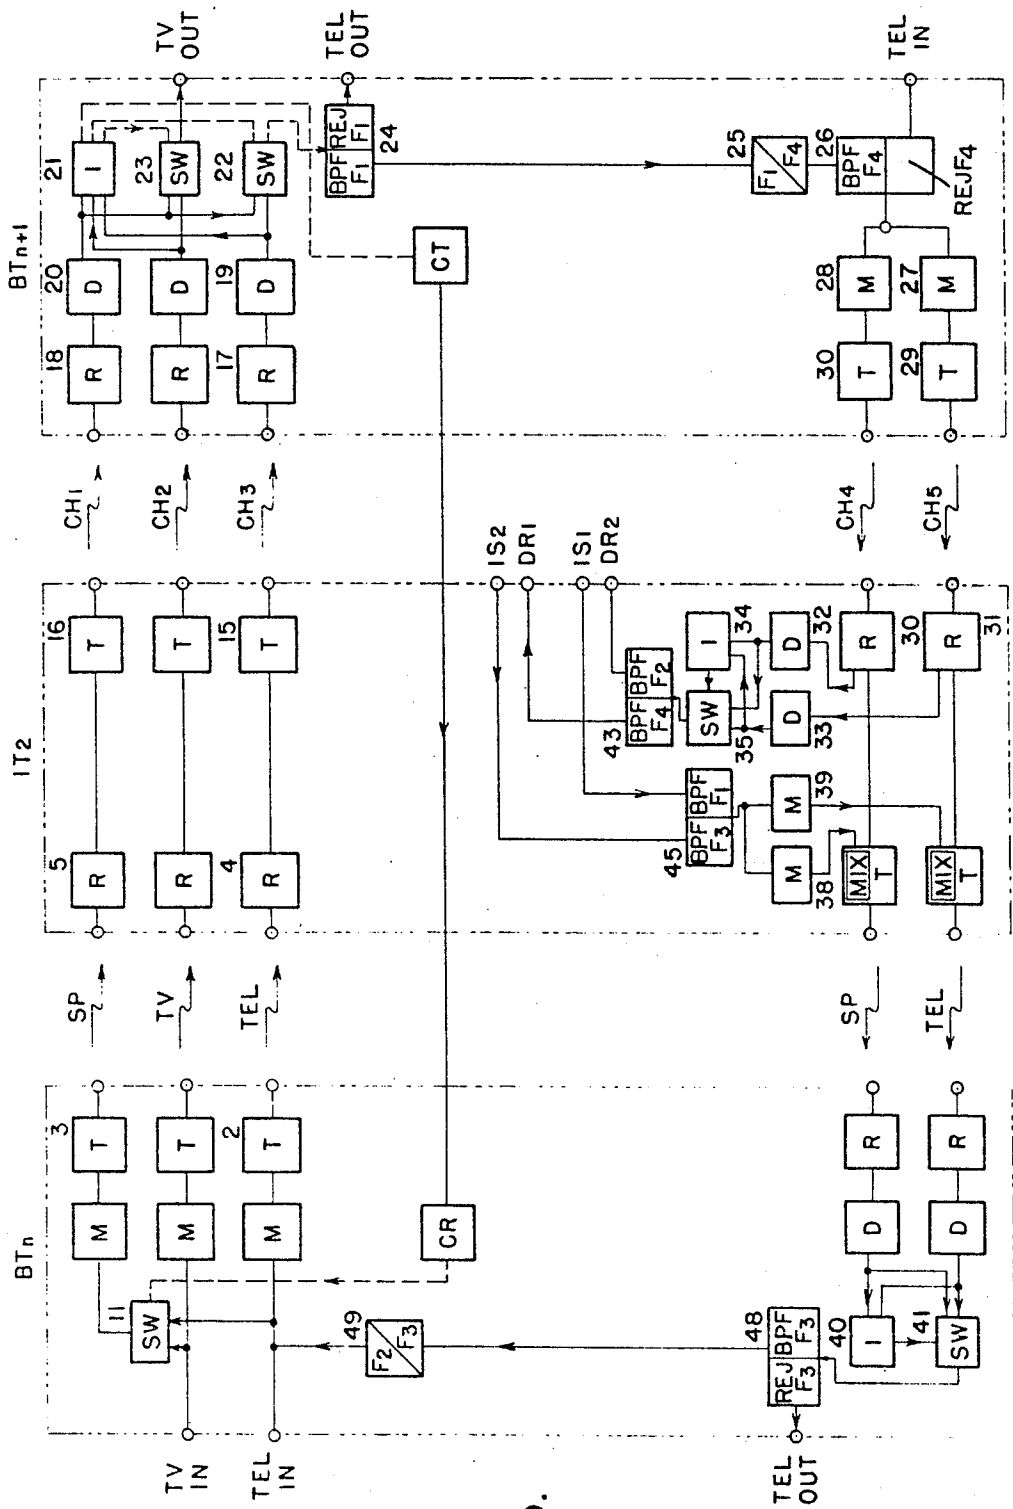 BTn
IT2
BTn+1
TV
IN
TEL
IN
11
SW
M
M
M
3
T
T
2
T
SP
TV
TEL
5
R
R
4
R
16
T
T
15
T
CH1
CH2
CH3
18
R
R
17
R
20
D
D
19
D
21
I
23
SW
22
SW
TV
OUT
TEL
OUT
BPF
F1
REJ
F1
24
CR
CT
49
F2
F3
IS2
DR1
IS1
DR2
43
BPF
F4
BPF
F2
SW
35
I
34
45
BPF
F3
BPF
F1
M
38
M
39
D
33
D
32
25
F1
F4
26
BPF
F4
REJF4
TEL
IN
48
REJ
F3
BPF
F3
TEL
OUT
40
I
41
SW
D
D
R
R
SP
TEL
MIX
T
MIX
T
R
30
R
31
CH4
CH5
30
T
29
T
28
M
27
M